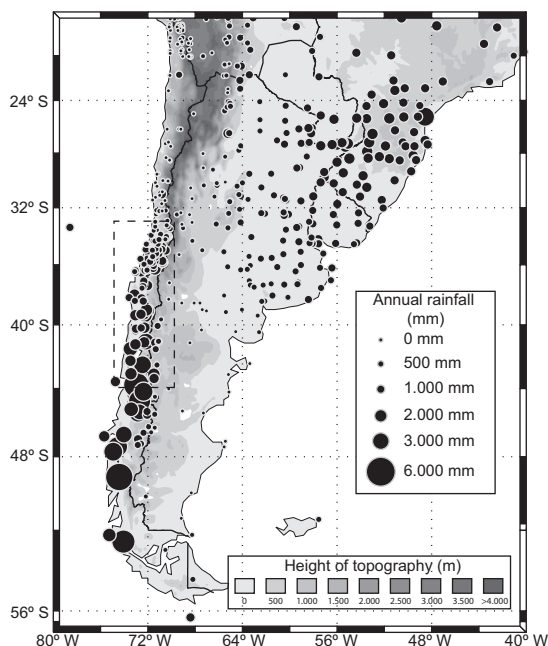 24° S
32° S
40° S
48° S
56° S
80° W
72° W
64° W
56° W
48° W
40° W
Annual rainfall
(mm)
0 mm
500 mm
1.000 mm
2.000 mm
3.000 mm
6.000 mm
Height of topography (m)
0 500 1.000 1.500 2.000 2.500 3.000 3.500 >4.000